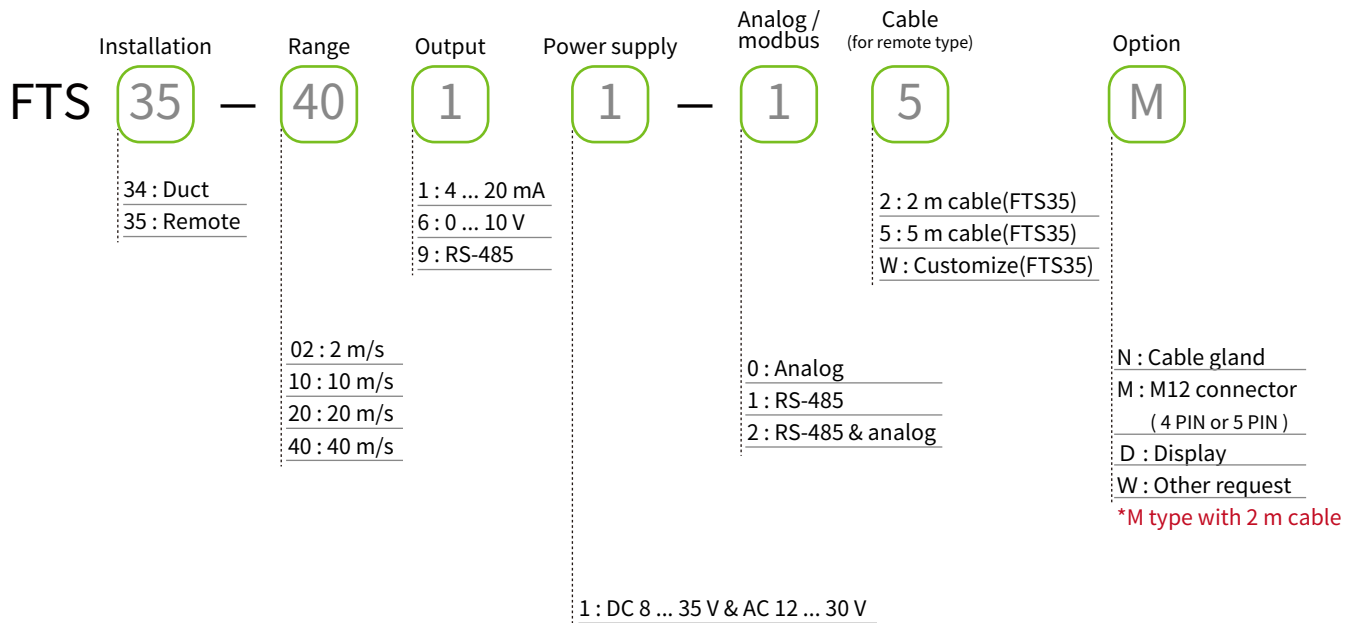 Installation Range Output Power supply Analog / modbus Cable (for remote type) Option
FTS 35 — 40 1 1 — 1 5 M
34 : Duct
35 : Remote
02 : 2 m/s
10 : 10 m/s
20 : 20 m/s
40 : 40 m/s
1 : 4 ... 20 mA
6 : 0 ... 10 V
9 : RS-485
1 : DC 8 ... 35 V & AC 12 ... 30 V
0 : Analog
1 : RS-485
2 : RS-485 & analog
2 : 2 m cable(FTS35)
5 : 5 m cable(FTS35)
W : Customize(FTS35)
N : Cable gland
M : M12 connector
( 4 PIN or 5 PIN )
D : Display
W : Other request
*M type with 2 m cable